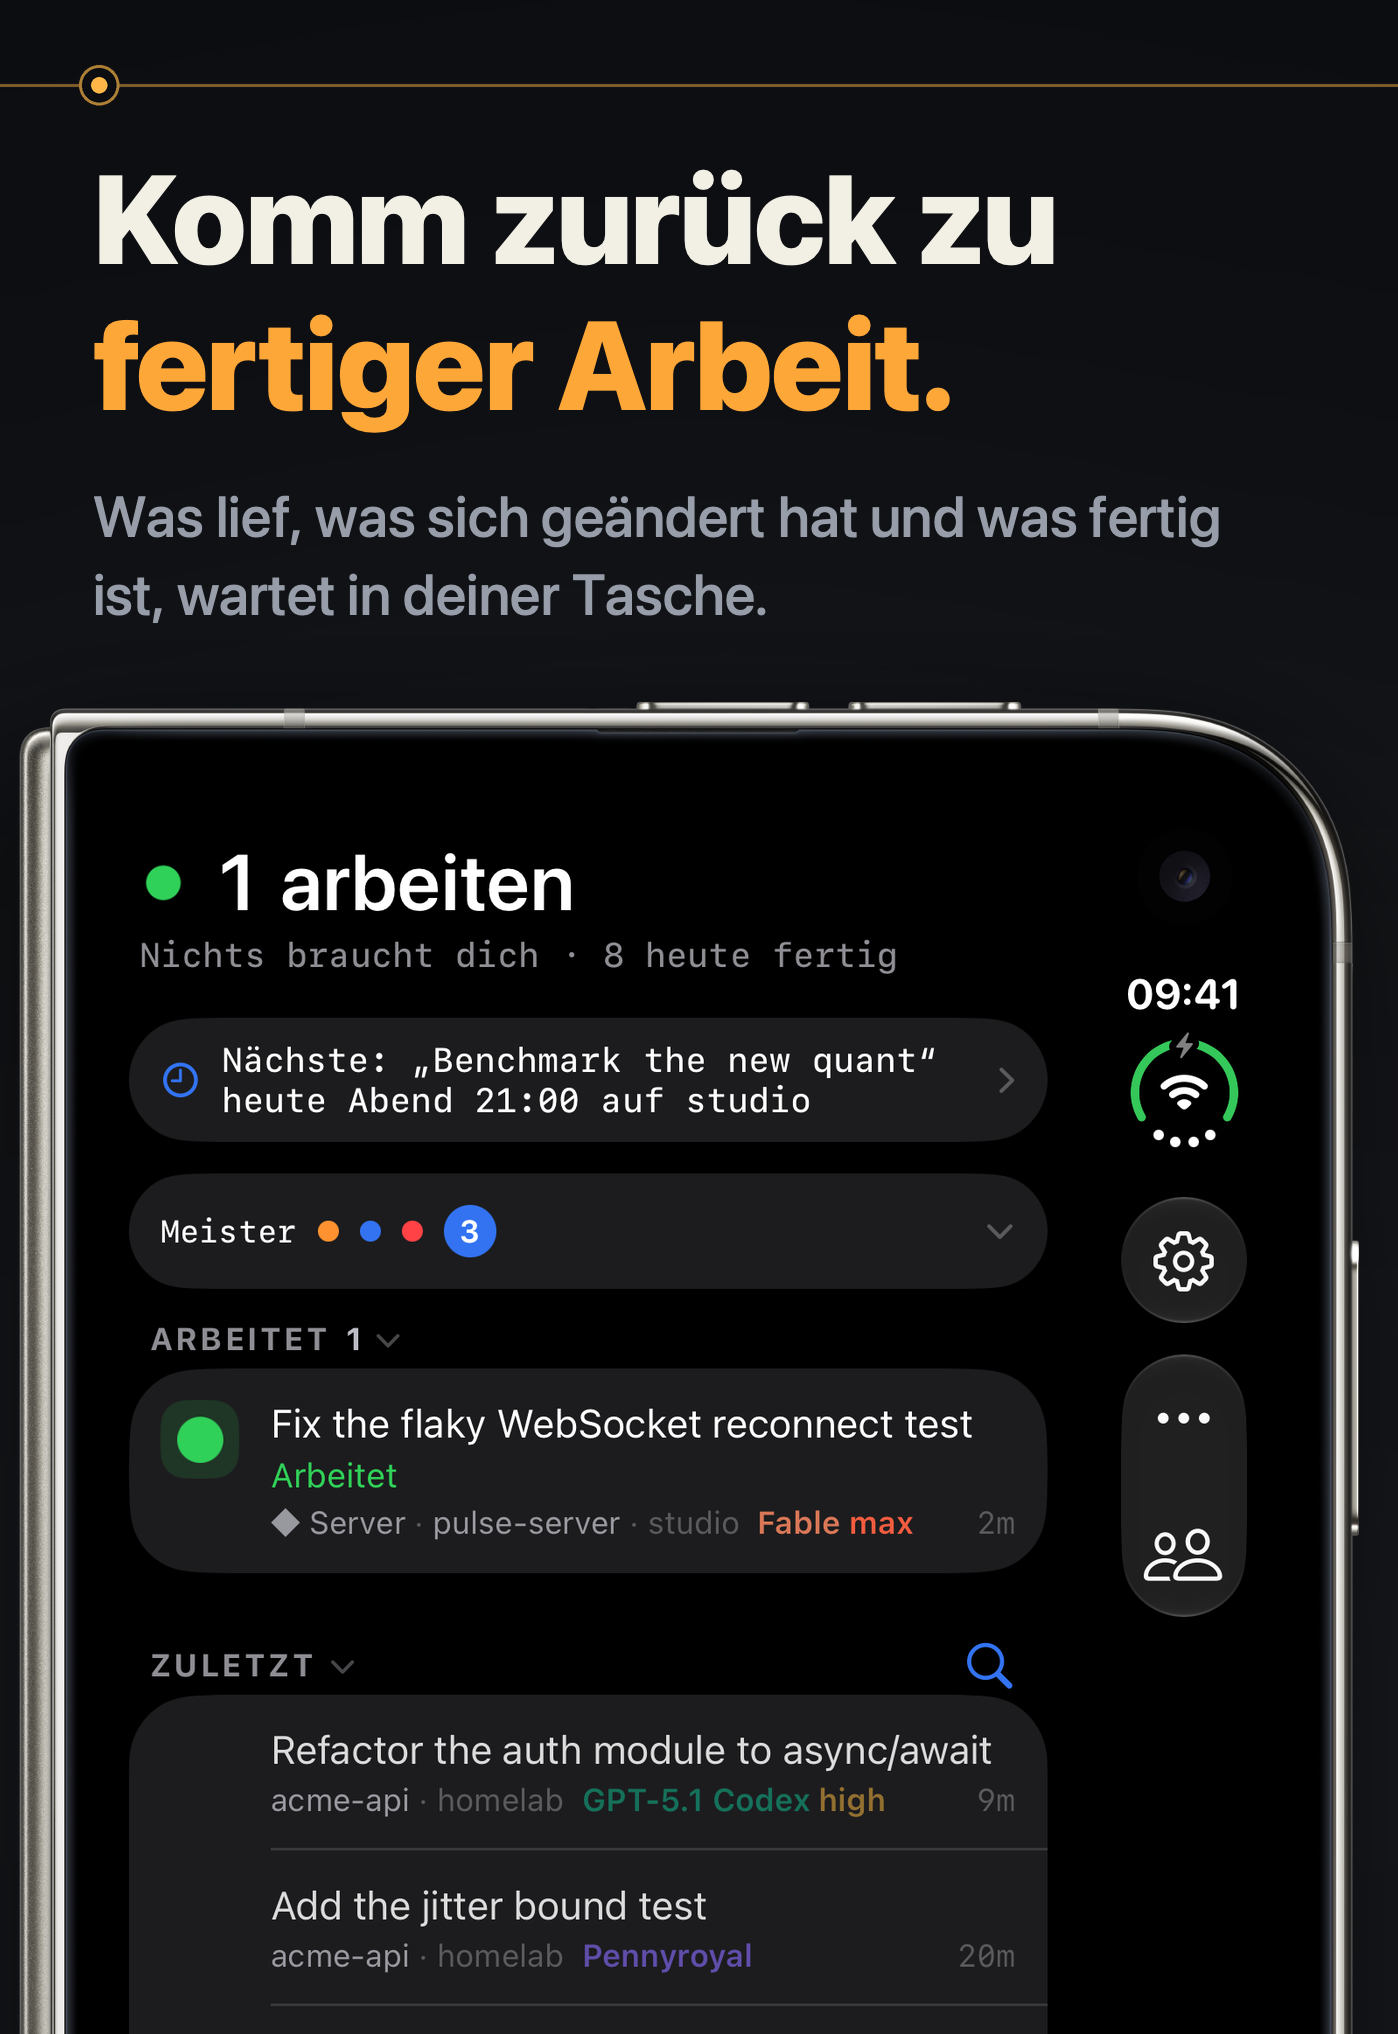 Komm zurück zu
fertiger Arbeit.
Was lief, was sich geändert hat und was fertig
ist, wartet in deiner Tasche.
1 arbeiten
Nichts braucht dich · 8 heute fertig
09:41
Nächste: „Benchmark the new quant“
heute Abend 21:00 auf studio
Meister 3
ARBEITET 1
Fix the flaky WebSocket reconnect test
Arbeitet
Server · pulse-server · studio Fable max 2m
ZULETZT
Refactor the auth module to async/await
acme-api · homelab GPT-5.1 Codex high 9m
Add the jitter bound test
acme-api · homelab Pennyroyal 20m